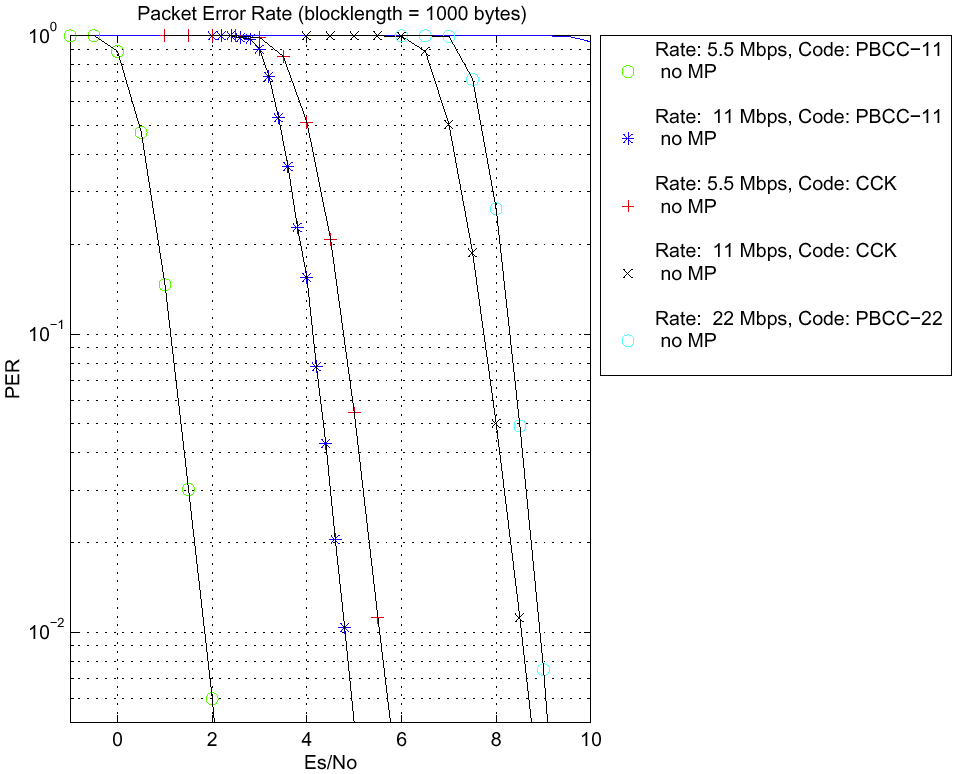 Packet Error Rate (blocklength = 1000 bytes)
10^0
10^−1
10^−2
PER
0 2 4 6 8 10
Es/No
Rate: 5.5 Mbps, Code: PBCC−11
no MP
Rate: 11 Mbps, Code: PBCC−11
no MP
Rate: 5.5 Mbps, Code: CCK
no MP
Rate: 11 Mbps, Code: CCK
no MP
Rate: 22 Mbps, Code: PBCC−22
no MP